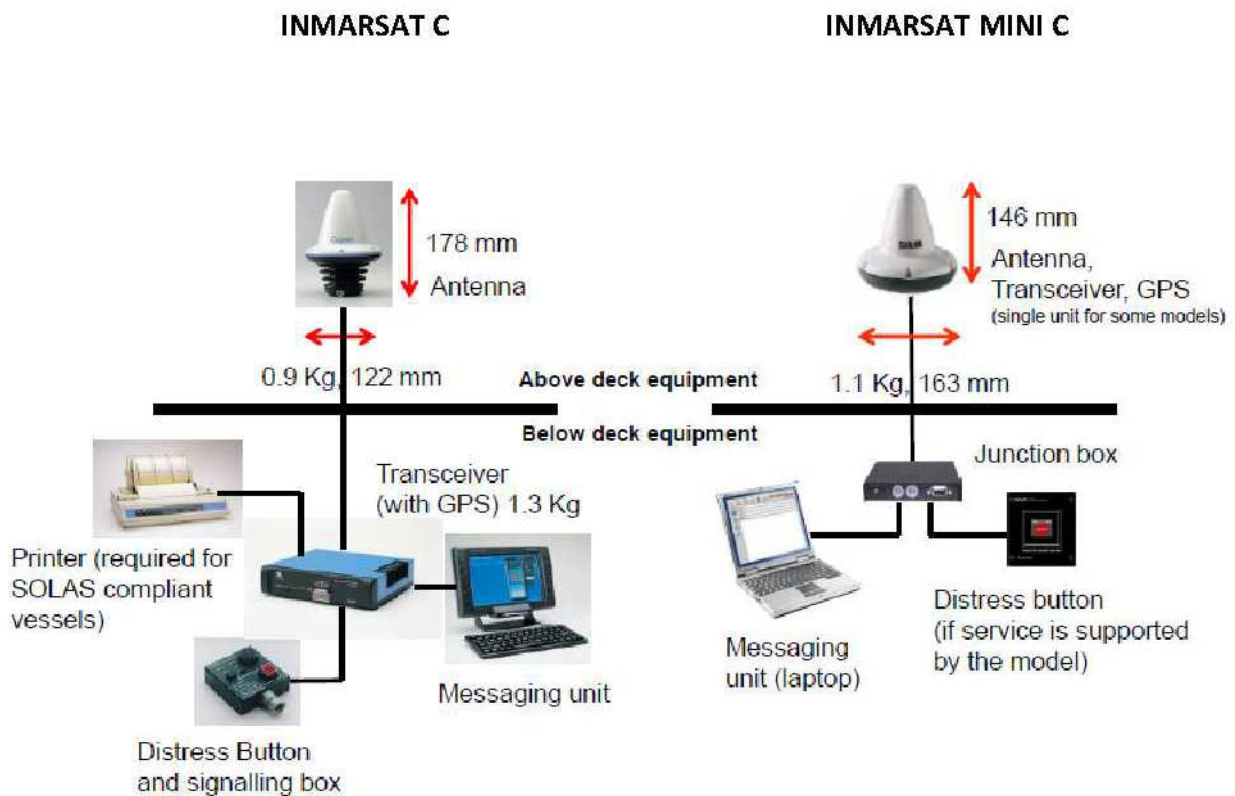 INMARSAT C
INMARSAT MINI C
178 mm
Antenna
146 mm
Antenna,
Transceiver, GPS
(single unit for some models)
0.9 Kg, 122 mm
Above deck equipment
1.1 Kg, 163 mm
Below deck equipment
Transceiver
(with GPS) 1.3 Kg
Junction box
Printer (required for
SOLAS compliant
vessels)
Messaging unit
Distress Button
and signalling box
Messaging
unit (laptop)
Distress button
(if service is supported
by the model)